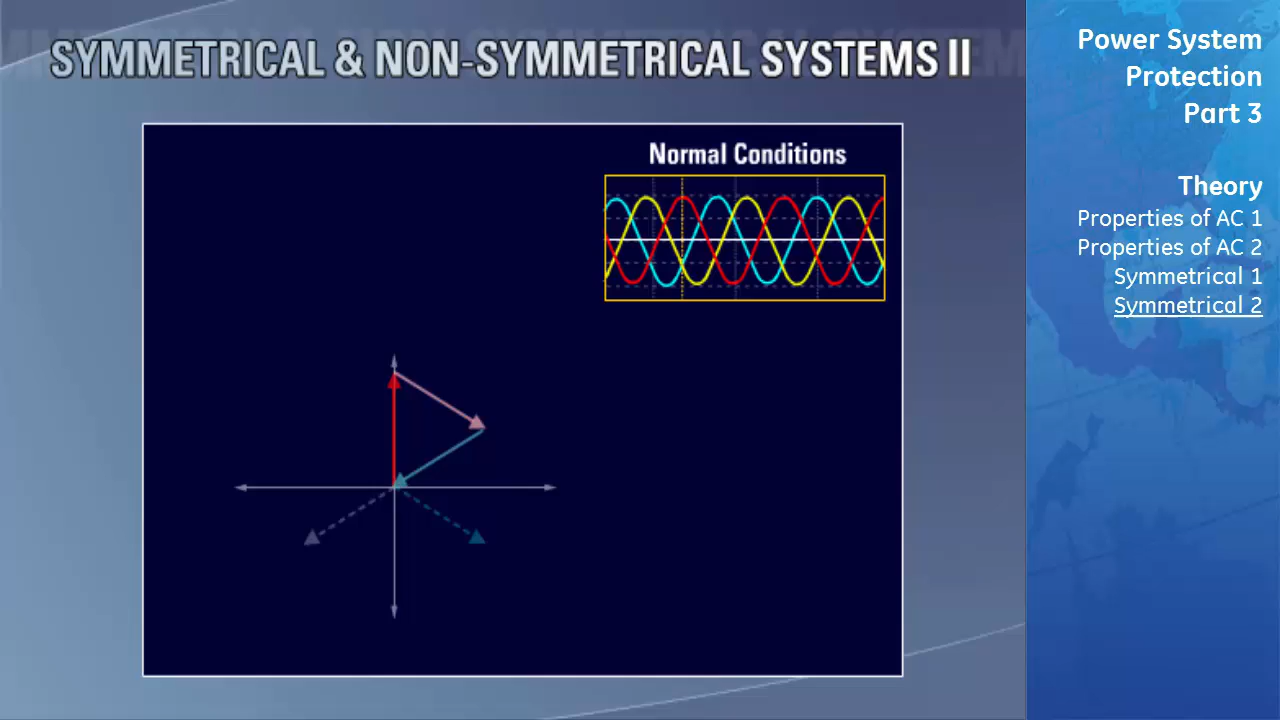 SYMMETRICAL & NON-SYMMETRICAL SYSTEMS II
Normal Conditions
Power System
Protection
Part 3
Theory
Properties of AC 1
Properties of AC 2
Symmetrical 1
Symmetrical 2